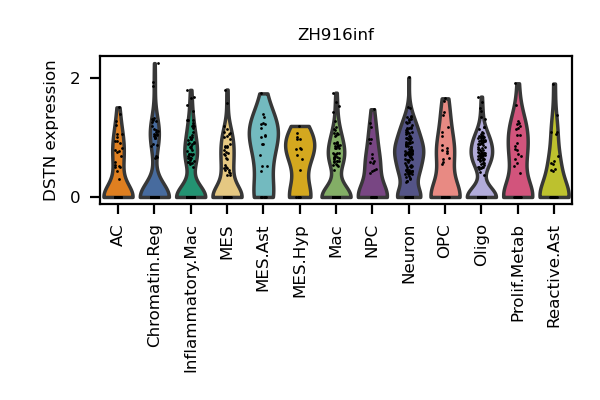 ZH916inf
DSTN expression
2
0
AC
Chromatin.Reg
Inflammatory.Mac
MES
MES.Ast
MES.Hyp
Mac
NPC
Neuron
OPC
Oligo
Prolif.Metab
Reactive.Ast